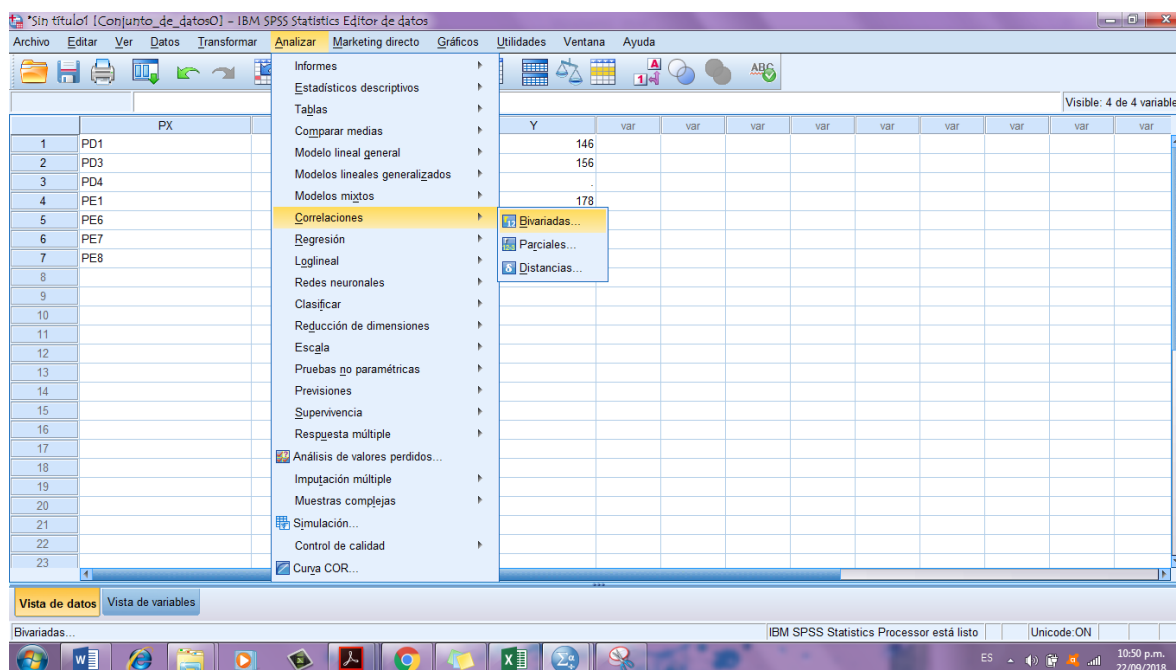 *Sin título1 [Conjunto_de_datos0] - IBM SPSS Statistics Editor de datos
Archivo Editar Ver Datos Transformar Analizar Marketing directo Gráficos Utilidades Ventana Ayuda
Visible: 4 de 4 variable
PX Y var var var var var var var var var
1 PD1 146
2 PD3 156
3 PD4 .
4 PE1 178
5 PE6
6 PE7
7 PE8
8
9
10
11
12
13
14
15
16
17
18
19
20
21
22
23
Informes
Estadísticos descriptivos
Tablas
Comparar medias
Modelo lineal general
Modelos lineales generalizados
Modelos mixtos
Correlaciones
Regresión
Loglineal
Redes neuronales
Clasificar
Reducción de dimensiones
Escala
Pruebas no paramétricas
Previsiones
Supervivencia
Respuesta múltiple
Análisis de valores perdidos...
Imputación múltiple
Muestras complejas
Simulación...
Control de calidad
Curva COR...
Bivariadas...
Parciales...
Distancias...
Vista de datos Vista de variables
Bivariadas... IBM SPSS Statistics Processor está listo Unicode:ON
ES 10:50 p.m.